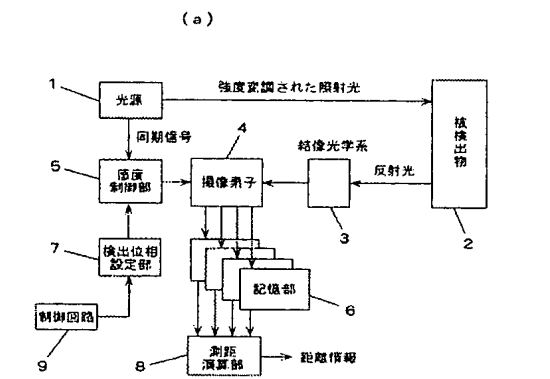 (a)
1
光源
強度変調された照射光
被検出物
同期信号
4
結像光学系
5
感度
制御部
撮像素子
反射光
3
2
7
検出位相
設定部
記憶部
6
制御回路
9
8
測距
演算部
距離情報